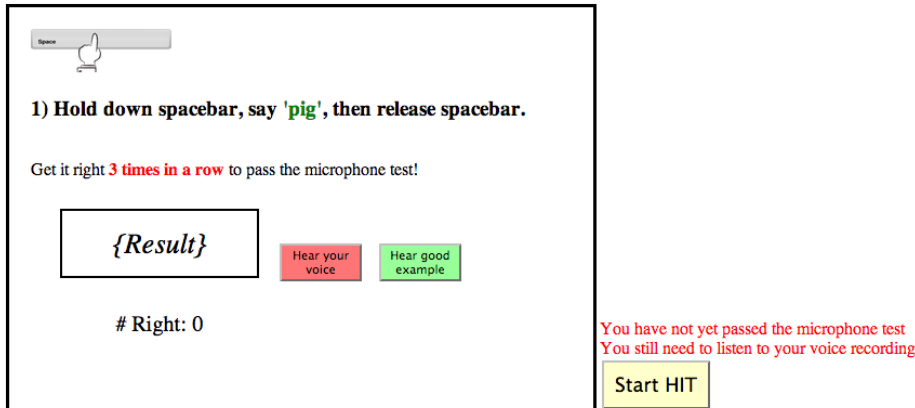 Space
1) Hold down spacebar, say 'pig', then release spacebar.
Get it right 3 times in a row to pass the microphone test!
{Result}
Hear your
voice
Hear good
example
# Right: 0
You have not yet passed the microphone test
You still need to listen to your voice recording
Start HIT